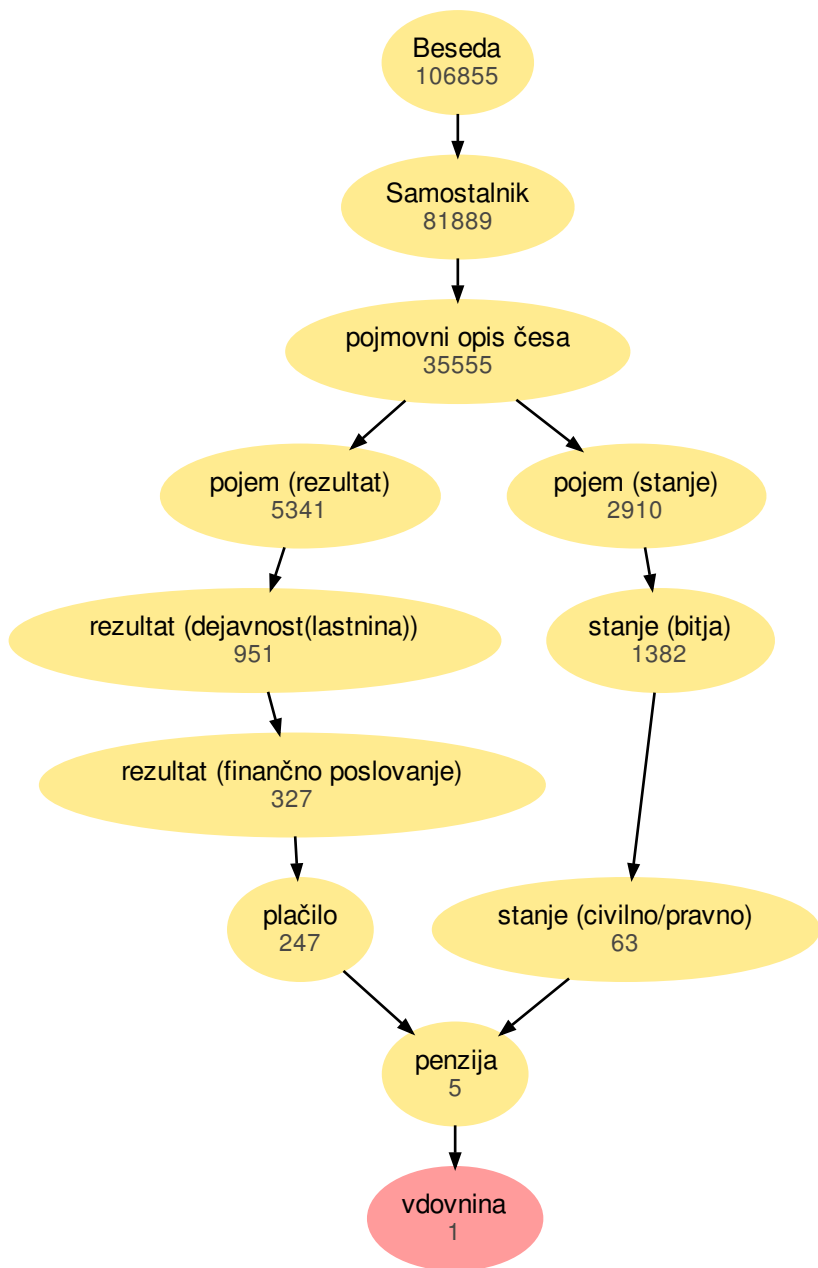 Beseda
106855
Samostalnik
81889
pojmovni opis česa
35555
pojem (rezultat)
5341
pojem (stanje)
2910
rezultat (dejavnost(lastnina))
951
stanje (bitja)
1382
rezultat (finančno poslovanje)
327
plačilo
247
stanje (civilno/pravno)
63
penzija
5
vdovnina
1